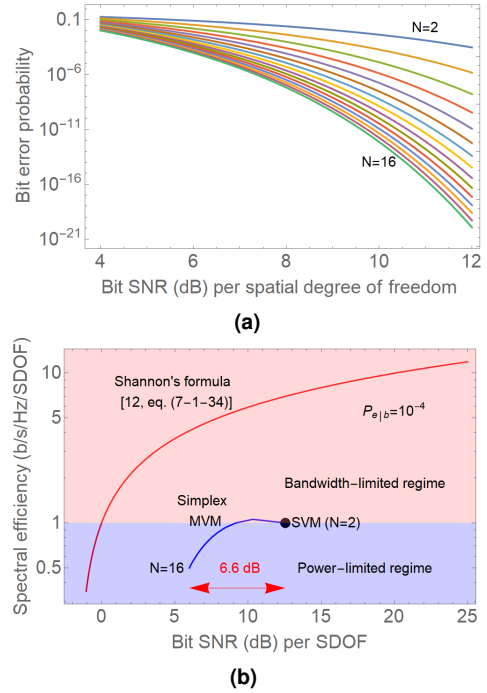 0.1
10⁻⁶
10⁻¹¹
10⁻¹⁶
10⁻²¹
Bit error probability
N=2
N=16
4 6 8 10 12
Bit SNR (dB) per spatial degree of freedom
(a)
10
5
1
0.5
Spectral efficiency (b/s/Hz/SDOF)
Shannon's formula
[12, eq. (7-1-34)]
Pₑ|b=10⁻⁴
Bandwidth-limited regime
Simplex
MVM
SVM (N=2)
N=16
6.6 dB
Power-limited regime
0 5 10 15 20 25
Bit SNR (dB) per SDOF
(b)